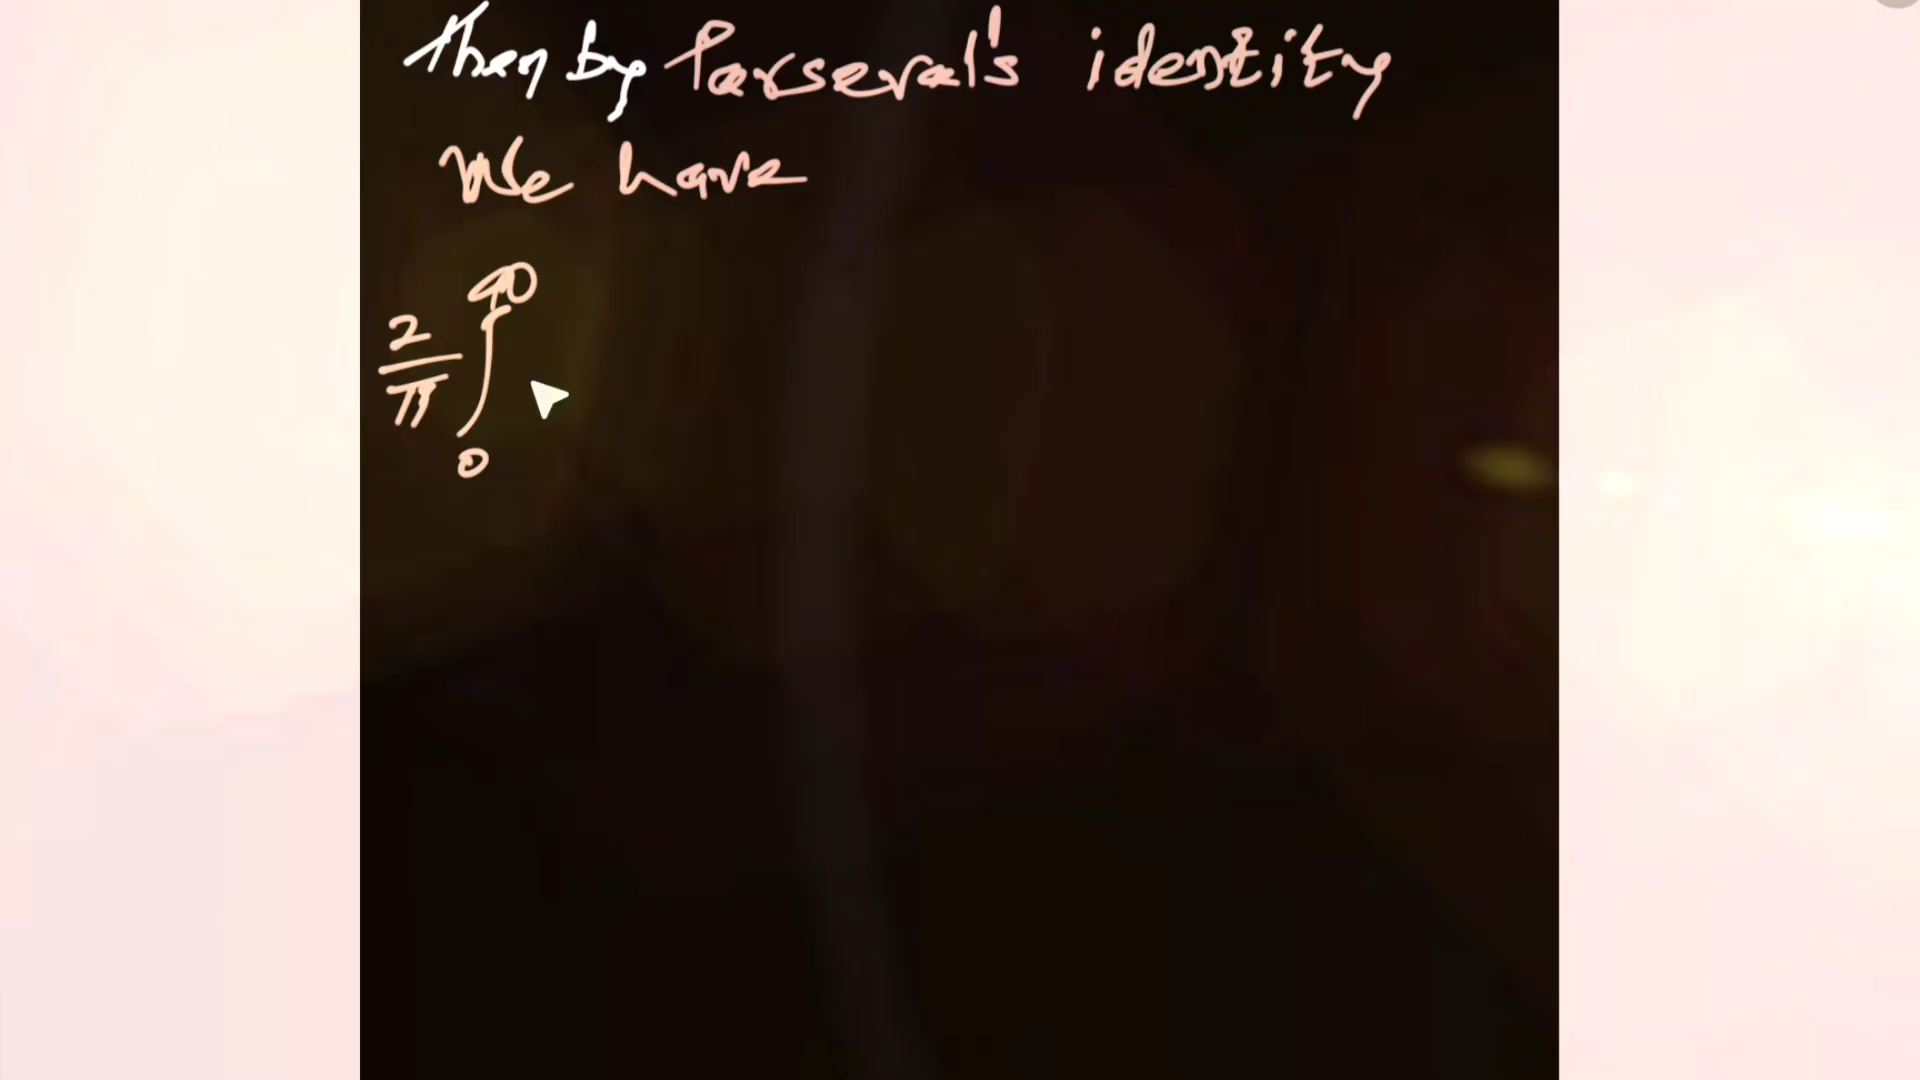 then by Parseval's identity
We have
2/π ∫₀^∞